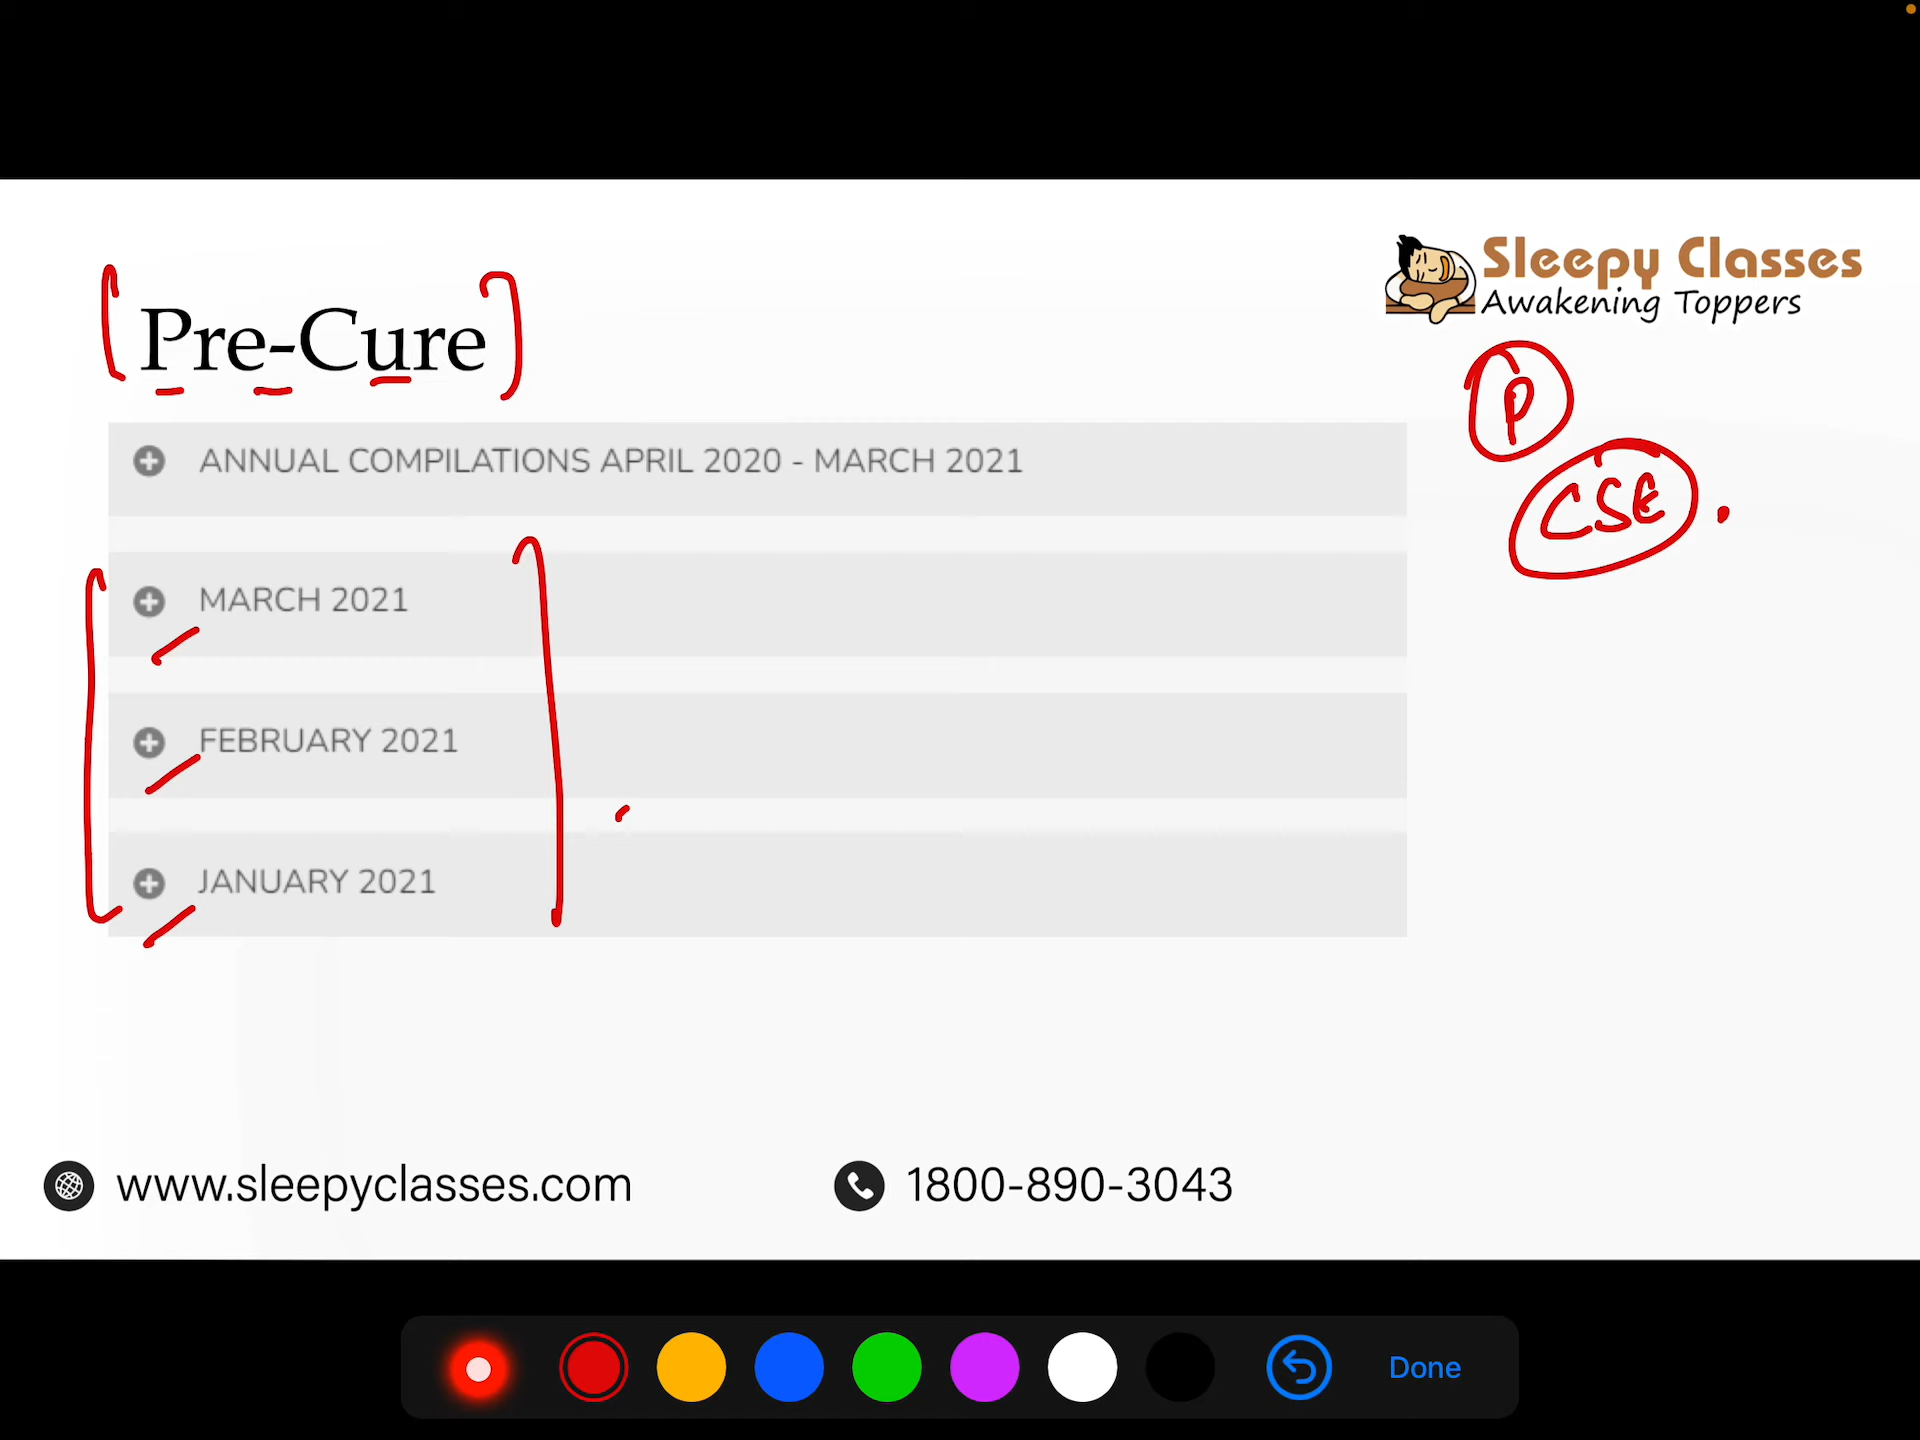 Sleepy Classes
Awakening Toppers
Pre-Cure
P
CSE.
ANNUAL COMPILATIONS APRIL 2020 - MARCH 2021
MARCH 2021
FEBRUARY 2021
JANUARY 2021
www.sleepyclasses.com
1800-890-3043
Done